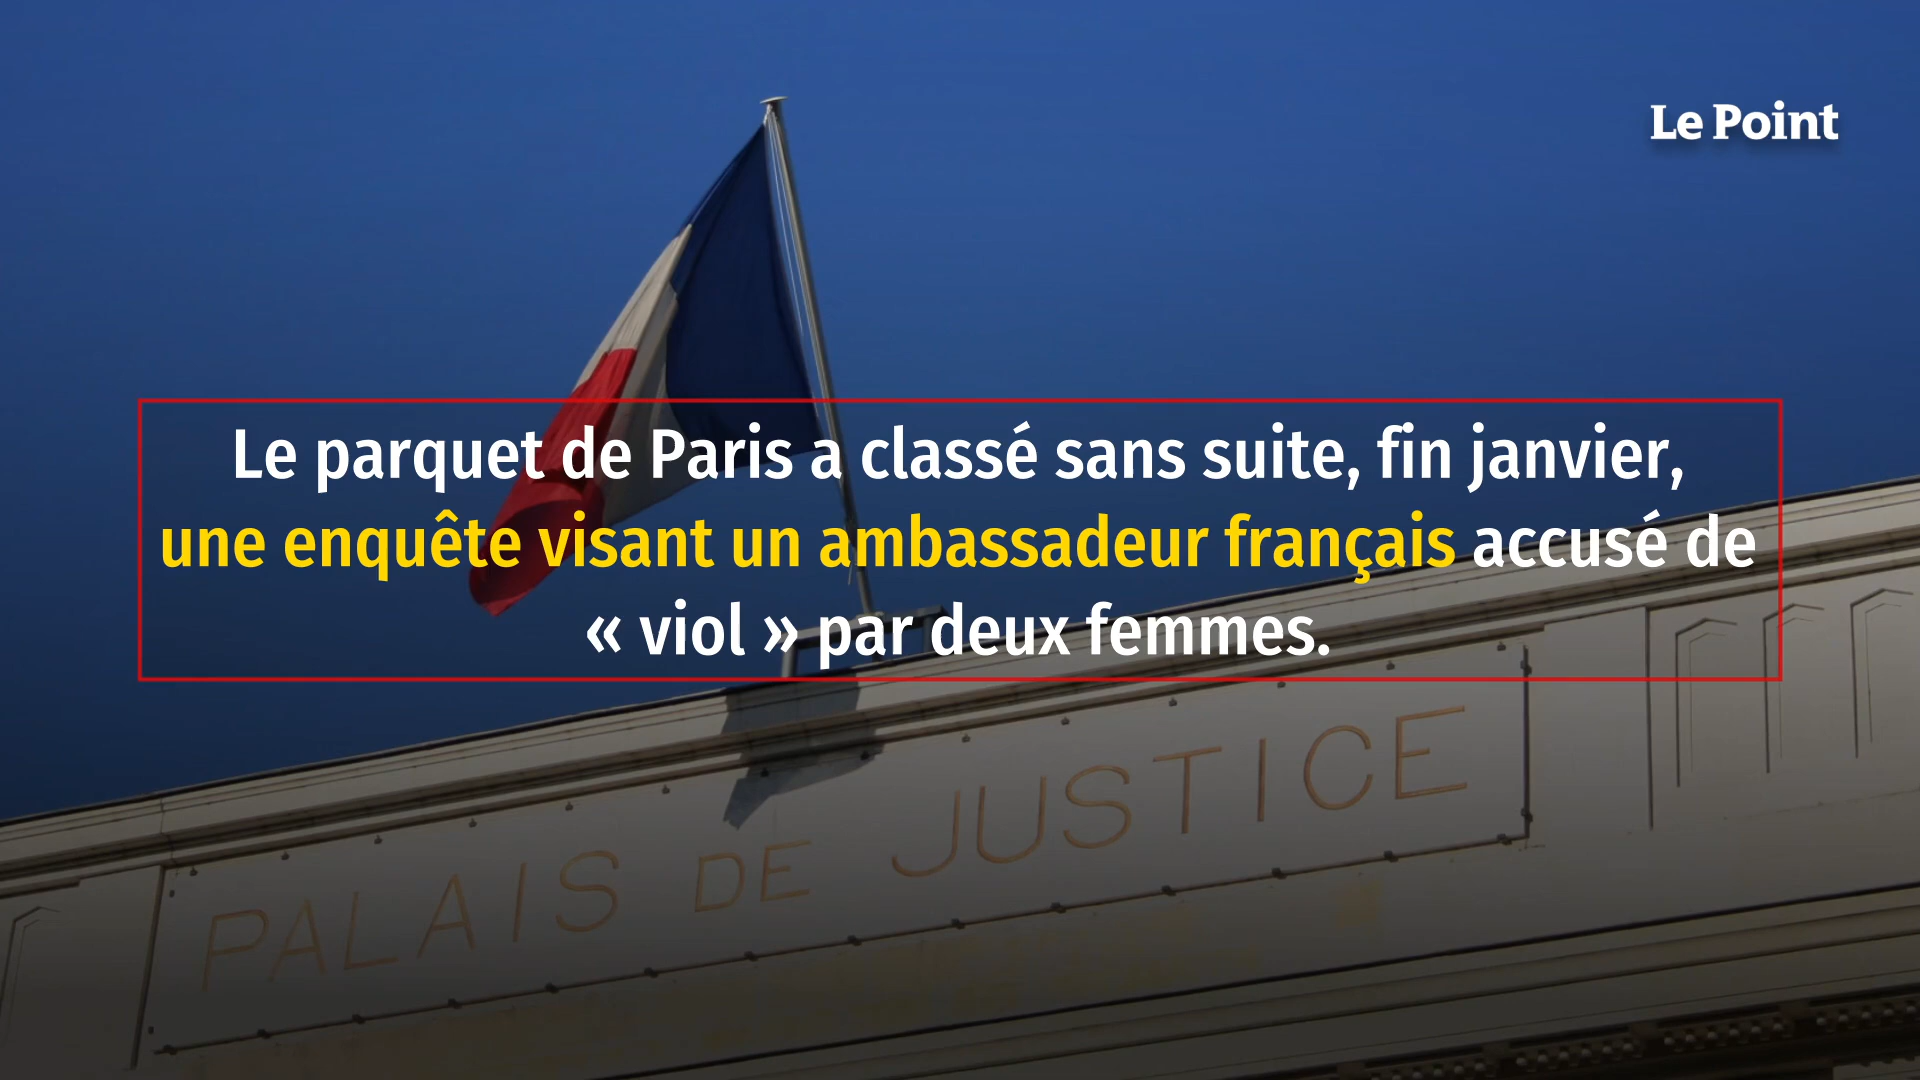 Le Point
Le parquet de Paris a classé sans suite, fin janvier,
une enquête visant un ambassadeur français accusé de
« viol » par deux femmes.
PALAIS DE JUSTICE